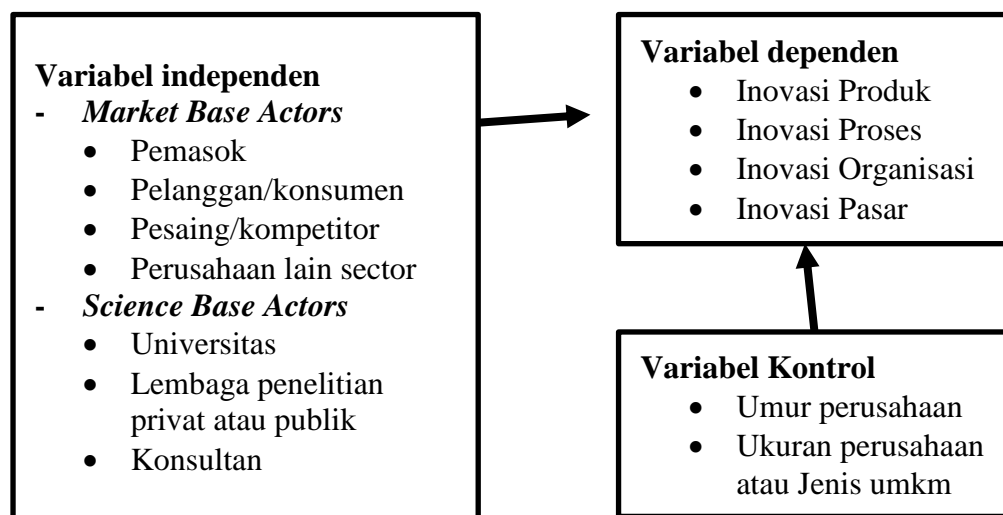 Variabel independen
- Market Base Actors
• Pemasok
• Pelanggan/konsumen
• Pesaing/kompetitor
• Perusahaan lain sector
- Science Base Actors
• Universitas
• Lembaga penelitian
privat atau publik
• Konsultan
Variabel dependen
• Inovasi Produk
• Inovasi Proses
• Inovasi Organisasi
• Inovasi Pasar
Variabel Kontrol
• Umur perusahaan
• Ukuran perusahaan
atau Jenis umkm